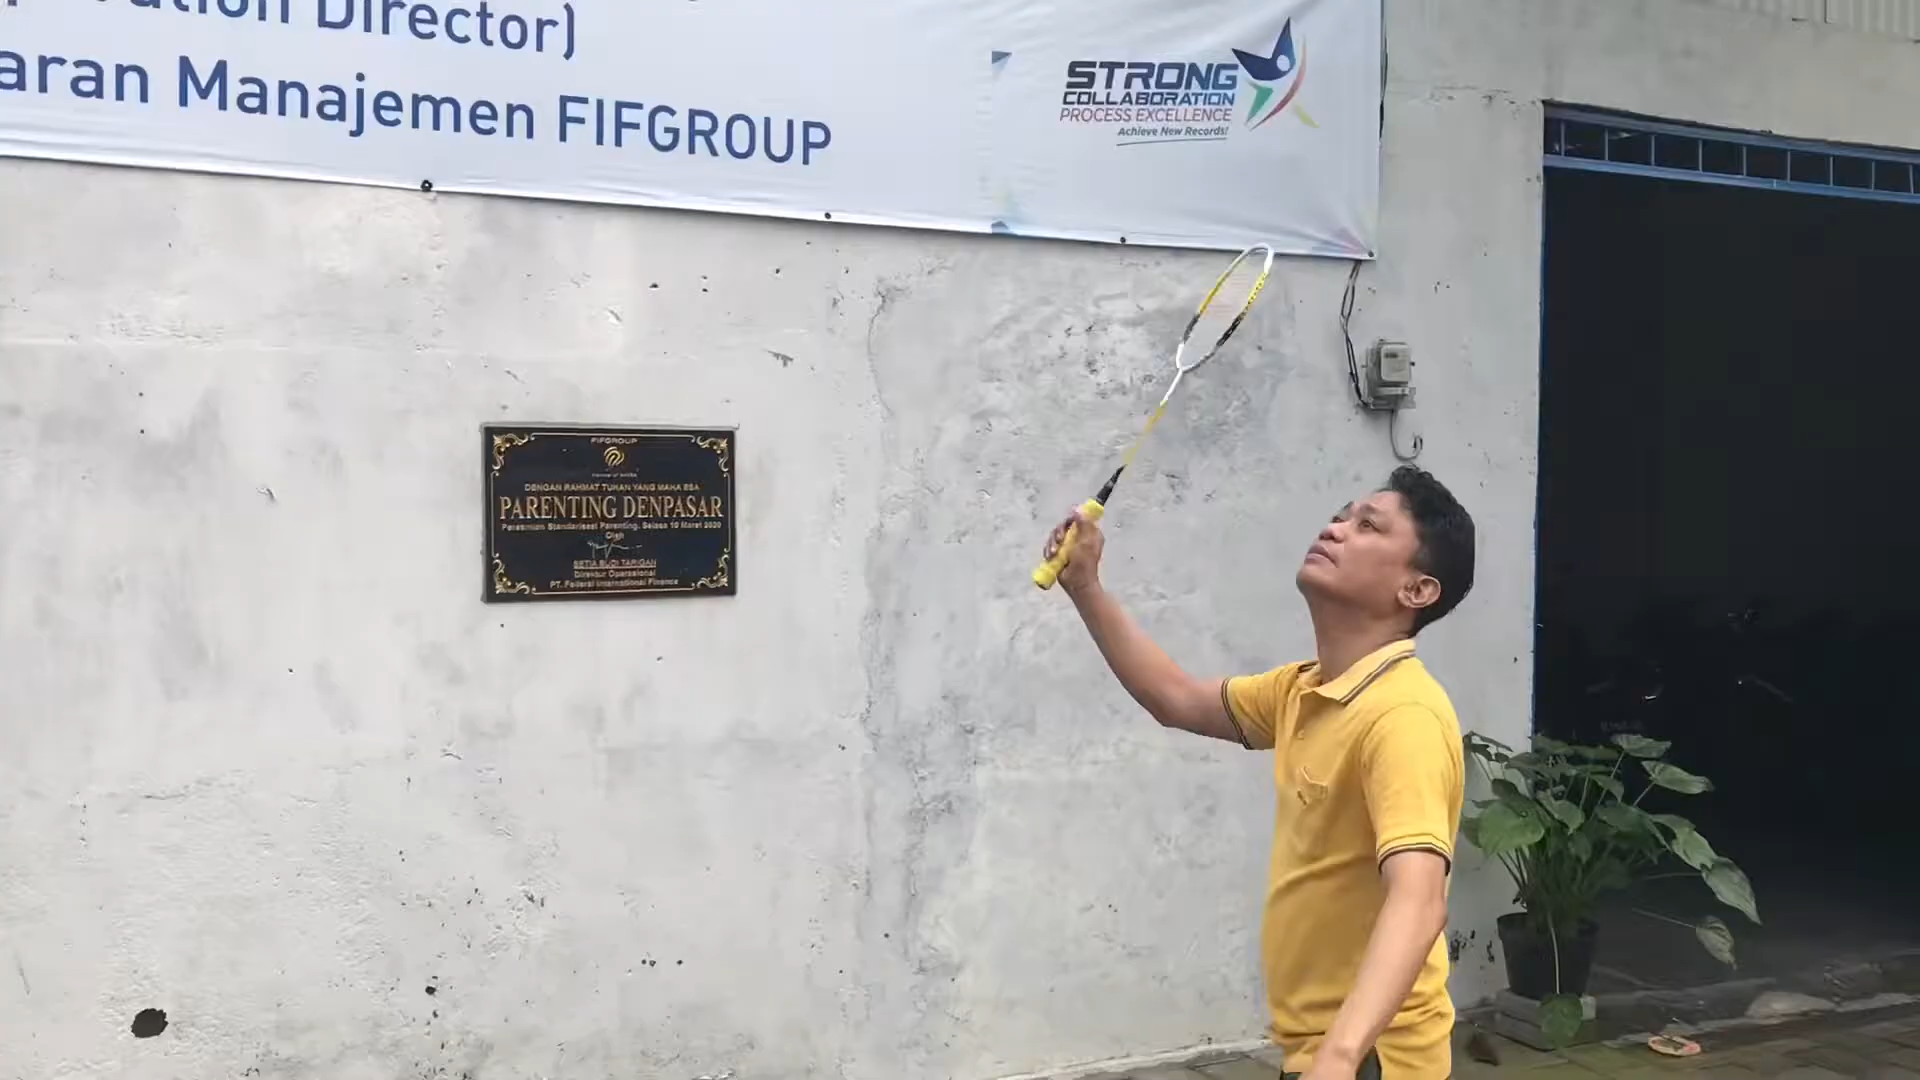 ration Director)
aran Manajemen FIFGROUP
STRONG
COLLABORATION
PROCESS EXCELLENCE
Achieve New Records!
FIFGROUP
DENGAN RAHMAT TUHAN YANG MAHA ESA
PARENTING DENPASAR
Peresmian Standarisasi Parenting, Selasa 10 Maret 2020
Oleh
SETIA BUDI TARIGAN
Direktur Operasional
PT. Federal International Finance